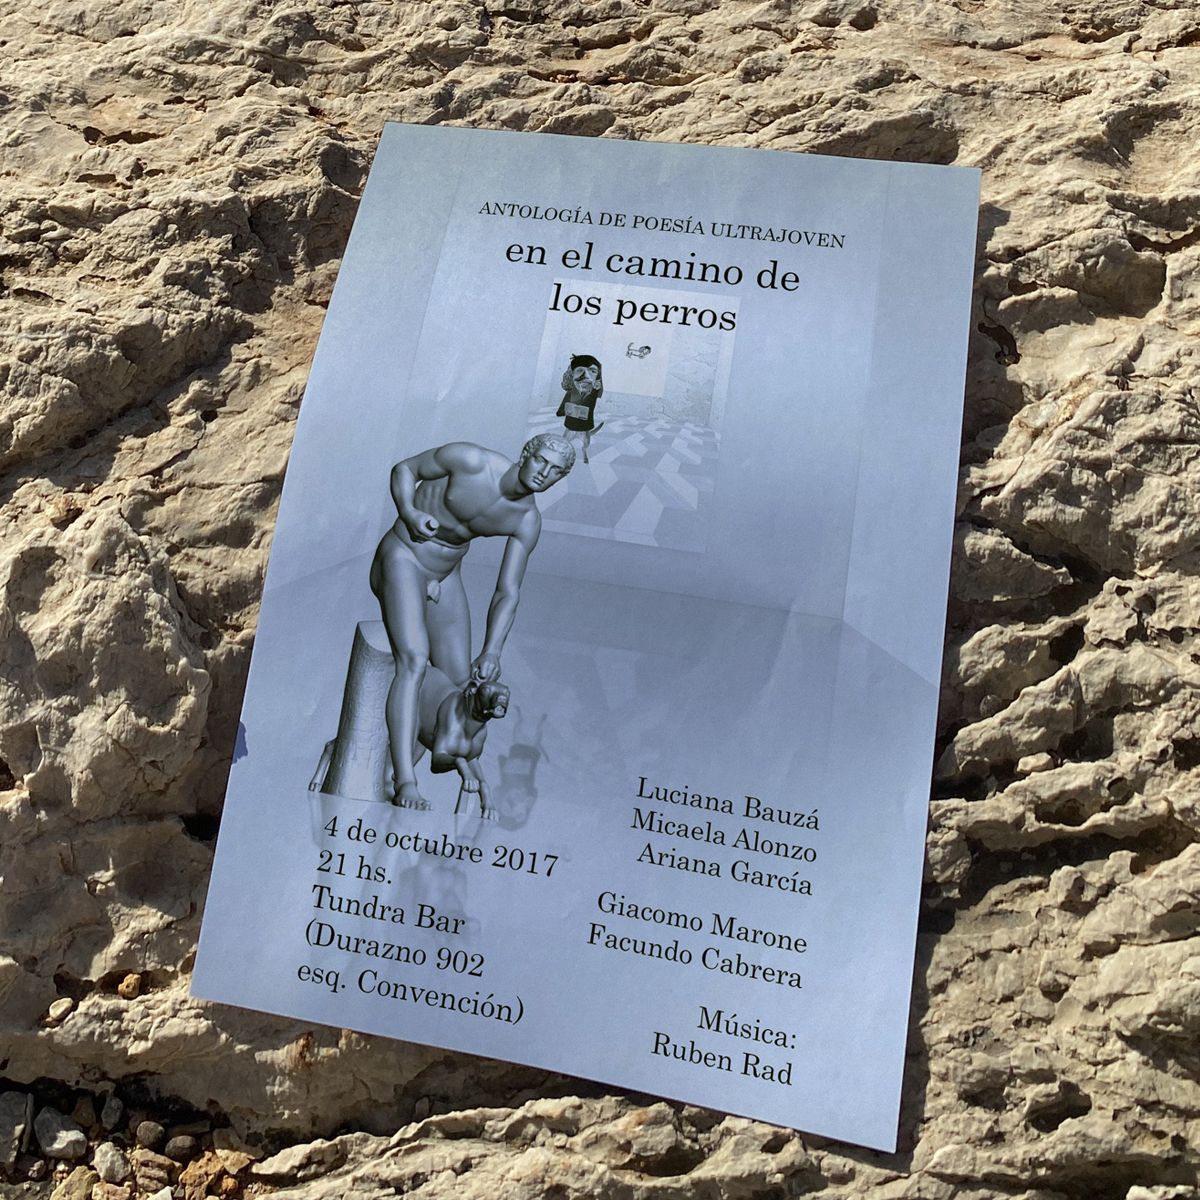 ANTOLOGÍA DE POESÍA ULTRAJOVEN
en el camino de
los perros
4 de octubre 2017
21 hs.
Tundra Bar
(Durazno 902
esq. Convención)
Luciana Bauzá
Micaela Alonzo
Ariana García
Giacomo Marone
Facundo Cabrera
Música:
Ruben Rad